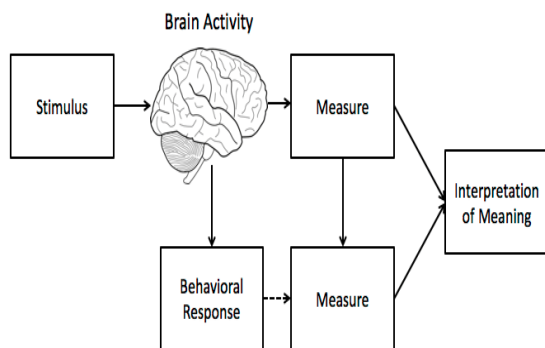 Brain Activity
Stimulus
Measure
Interpretation
of Meaning
Behavioral
Response
Measure